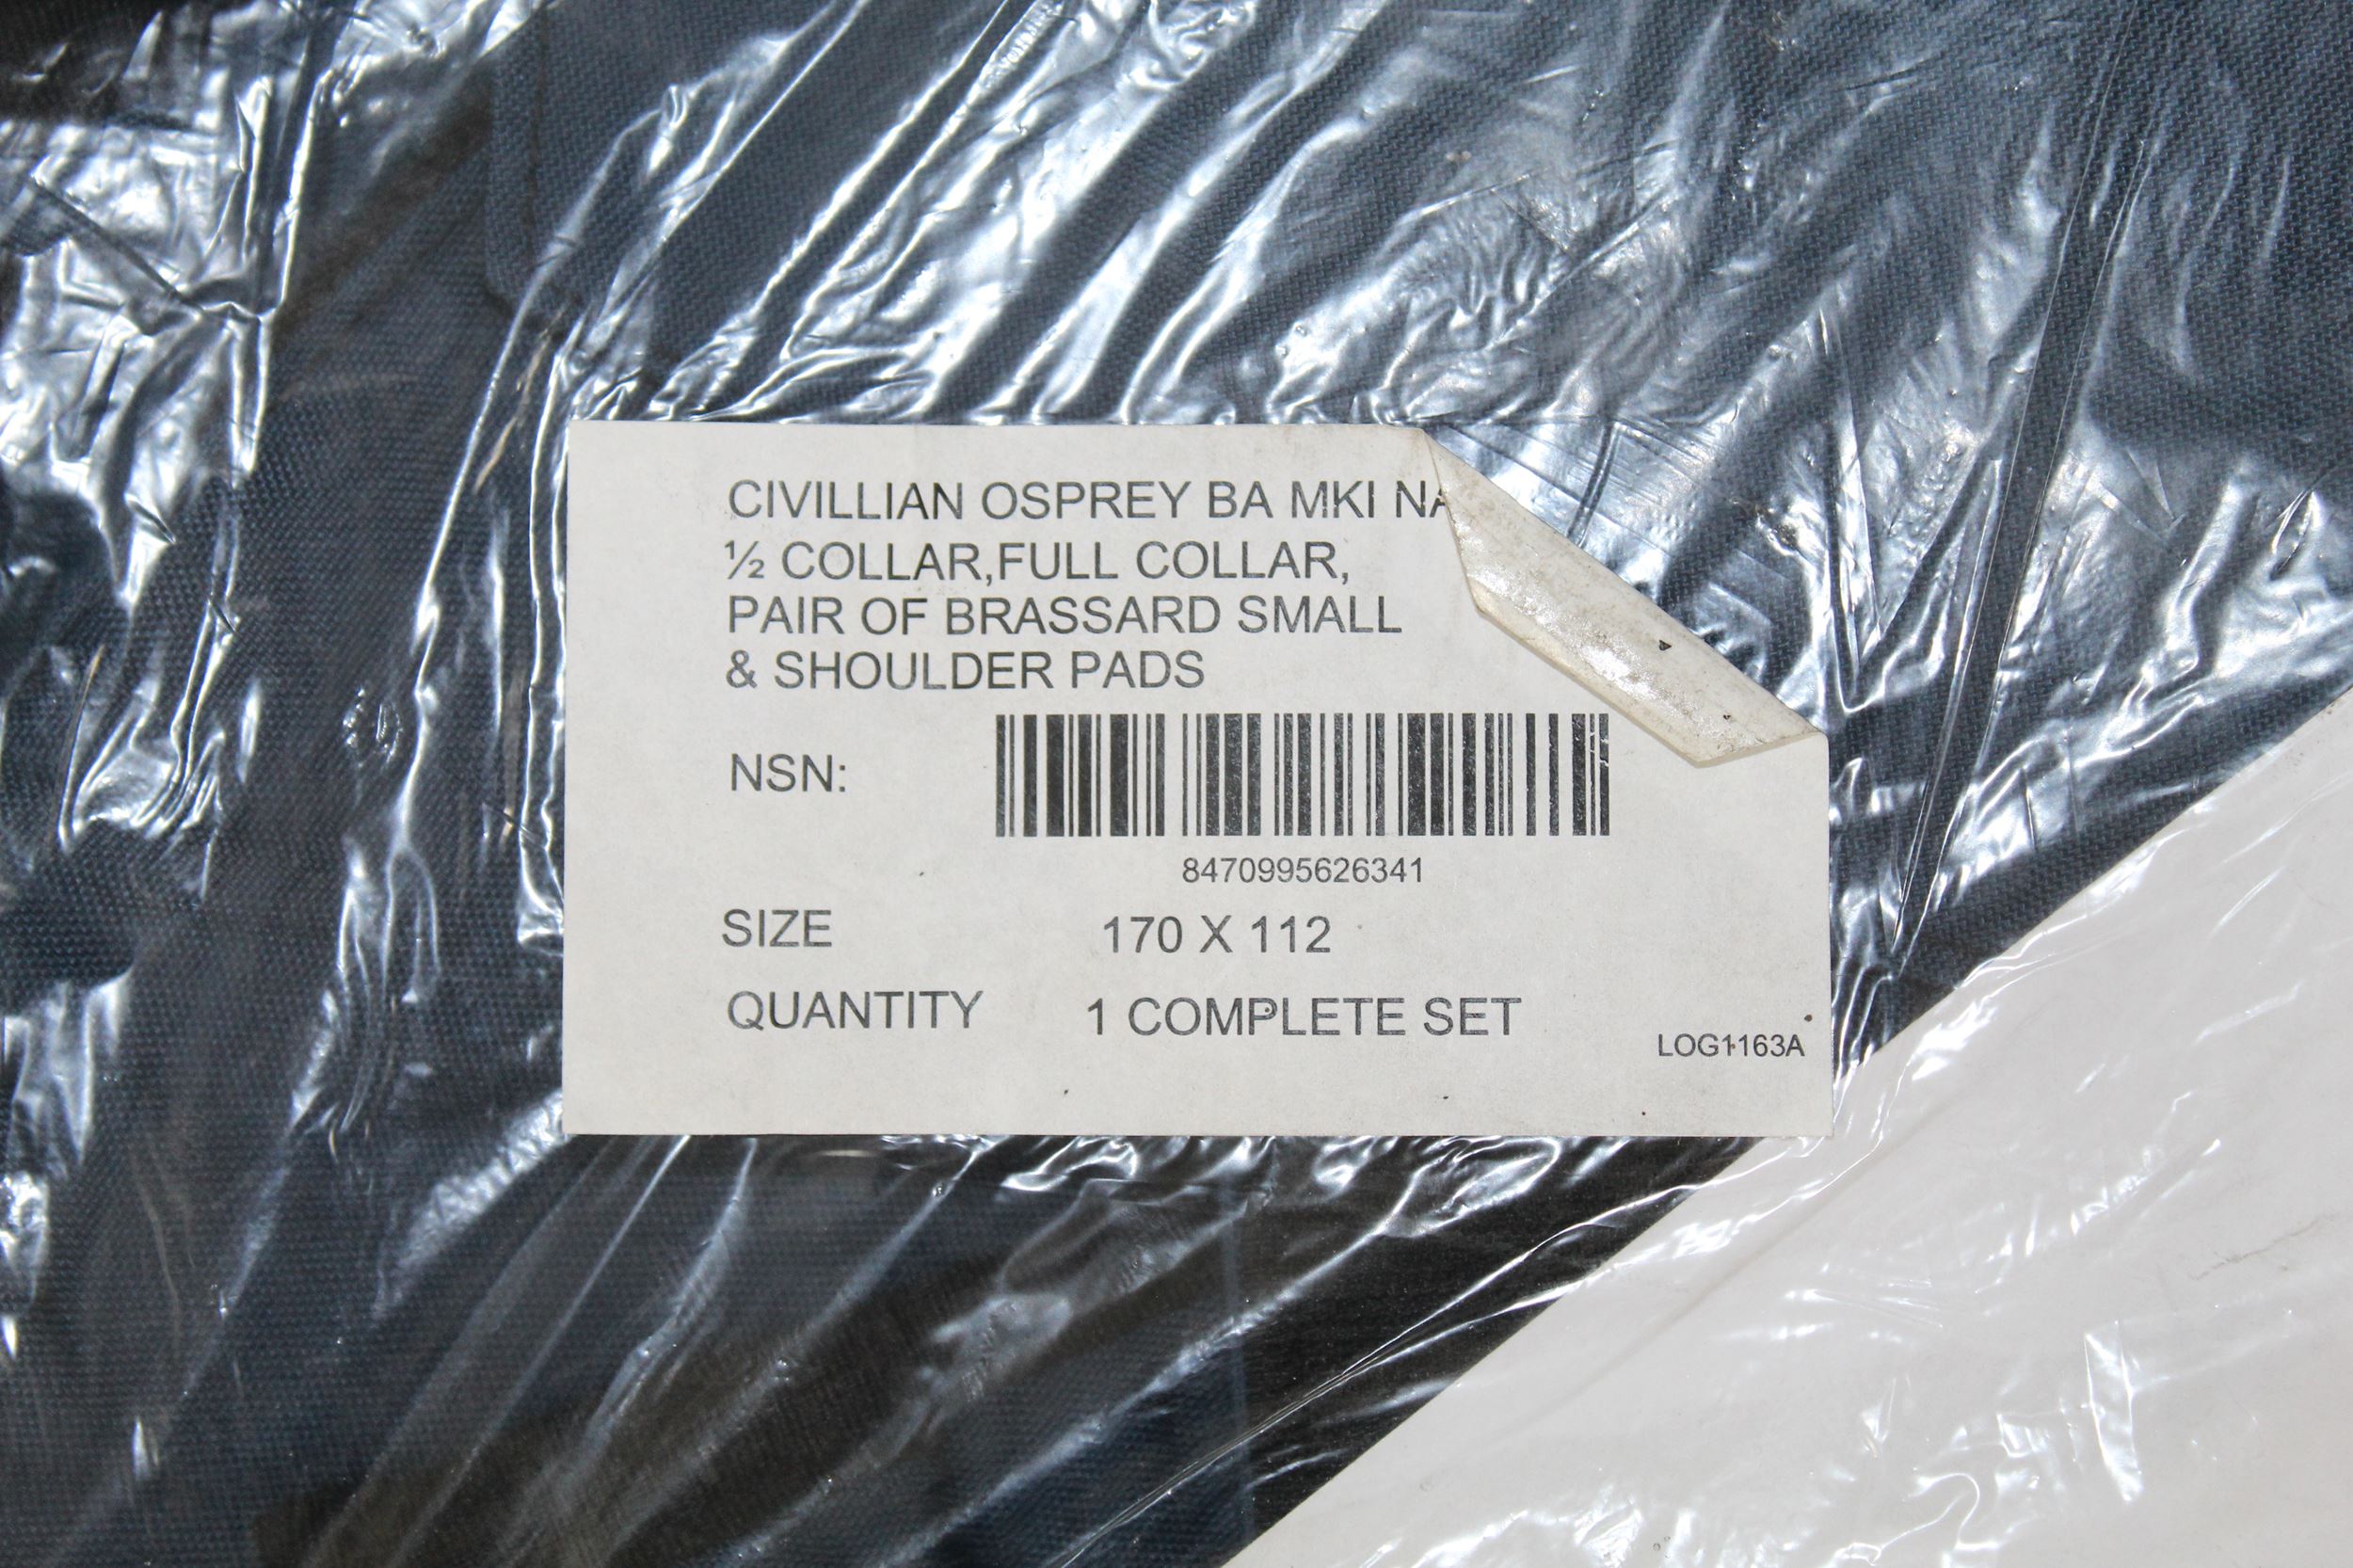 CIVILLIAN OSPREY BA MKI
½ COLLAR,FULL COLLAR,
PAIR OF BRASSARD SMALL
& SHOULDER PADS
NSN:
8470995626341
SIZE 170 X 112
QUANTITY 1 COMPLETE SET
LOG1163A